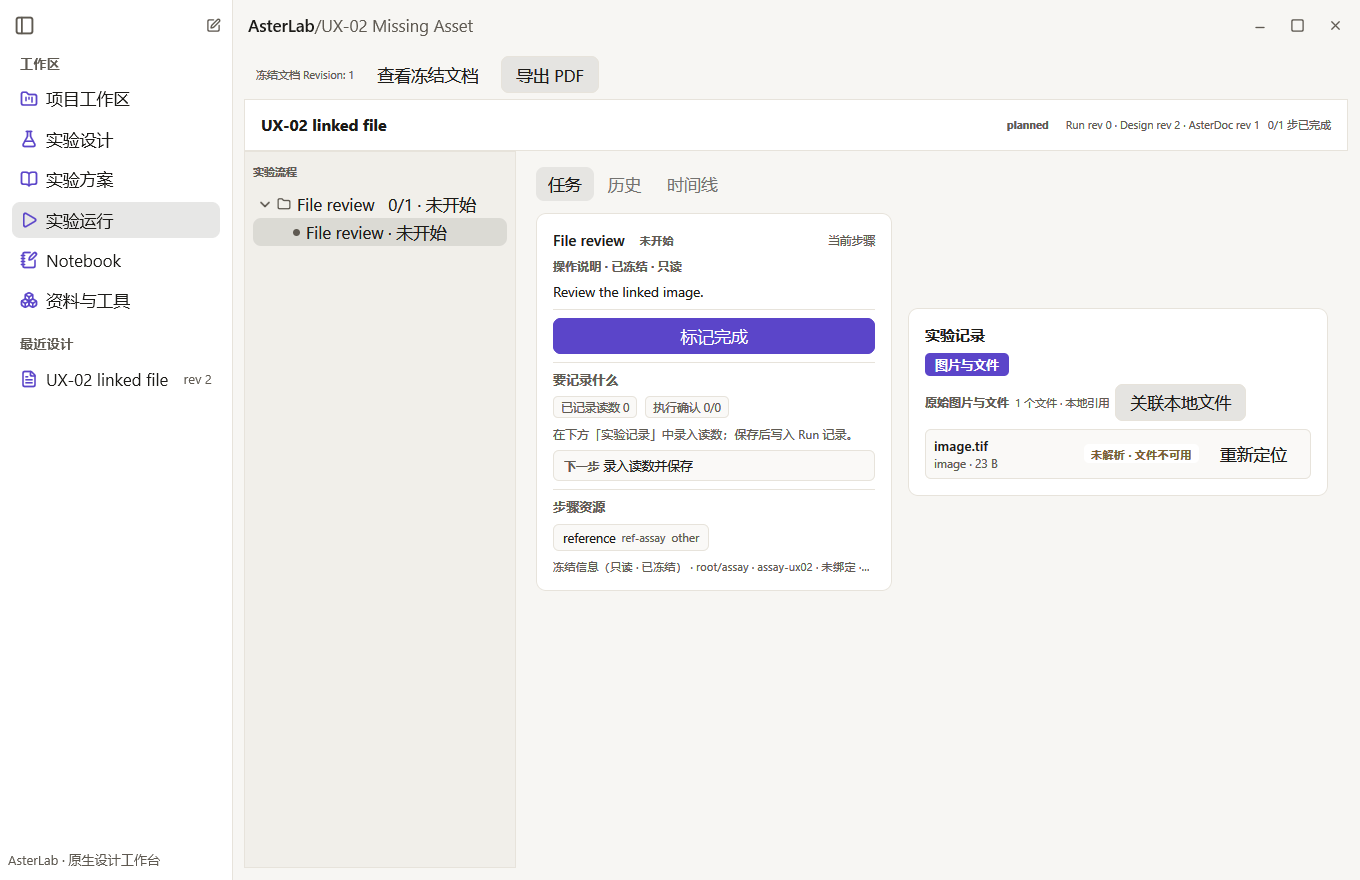 AsterLab/UX-02 Missing Asset
工作区
项目工作区
实验设计
实验方案
实验运行
Notebook
资料与工具
最近设计
UX-02 linked file rev 2
AsterLab · 原生设计工作台
冻结文档 Revision: 1 查看冻结文档 导出 PDF
UX-02 linked file planned Run rev 0 · Design rev 2 · AsterDoc rev 1 0/1 步已完成
实验流程
File review 0/1 · 未开始
File review · 未开始
任务 历史 时间线
File review 未开始 当前步骤
操作说明 · 已冻结 · 只读
Review the linked image.
标记完成
要记录什么
已记录读数 0 执行确认 0/0
在下方「实验记录」中录入读数；保存后写入 Run 记录。
下一步 录入读数并保存
步骤资源
reference ref-assay other
冻结信息（只读 · 已冻结） · root/assay · assay-ux02 · 未绑定 ·...
实验记录
图片与文件
原始图片与文件 1 个文件 · 本地引用 关联本地文件
image.tif
image · 23 B
未解析 · 文件不可用 重新定位